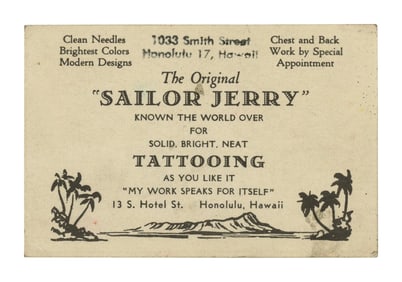 Clean Needles
Brightest Colors
Modern Designs
1033 Smith Street
Honolulu 17, Hawaii
Chest and Back
Work by Special
Appointment
The Original
"SAILOR JERRY"
KNOWN THE WORLD OVER
FOR
SOLID, BRIGHT, NEAT
TATTOOING
AS YOU LIKE IT
"MY WORK SPEAKS FOR ITSELF"
13 S. Hotel St. Honolulu, Hawaii